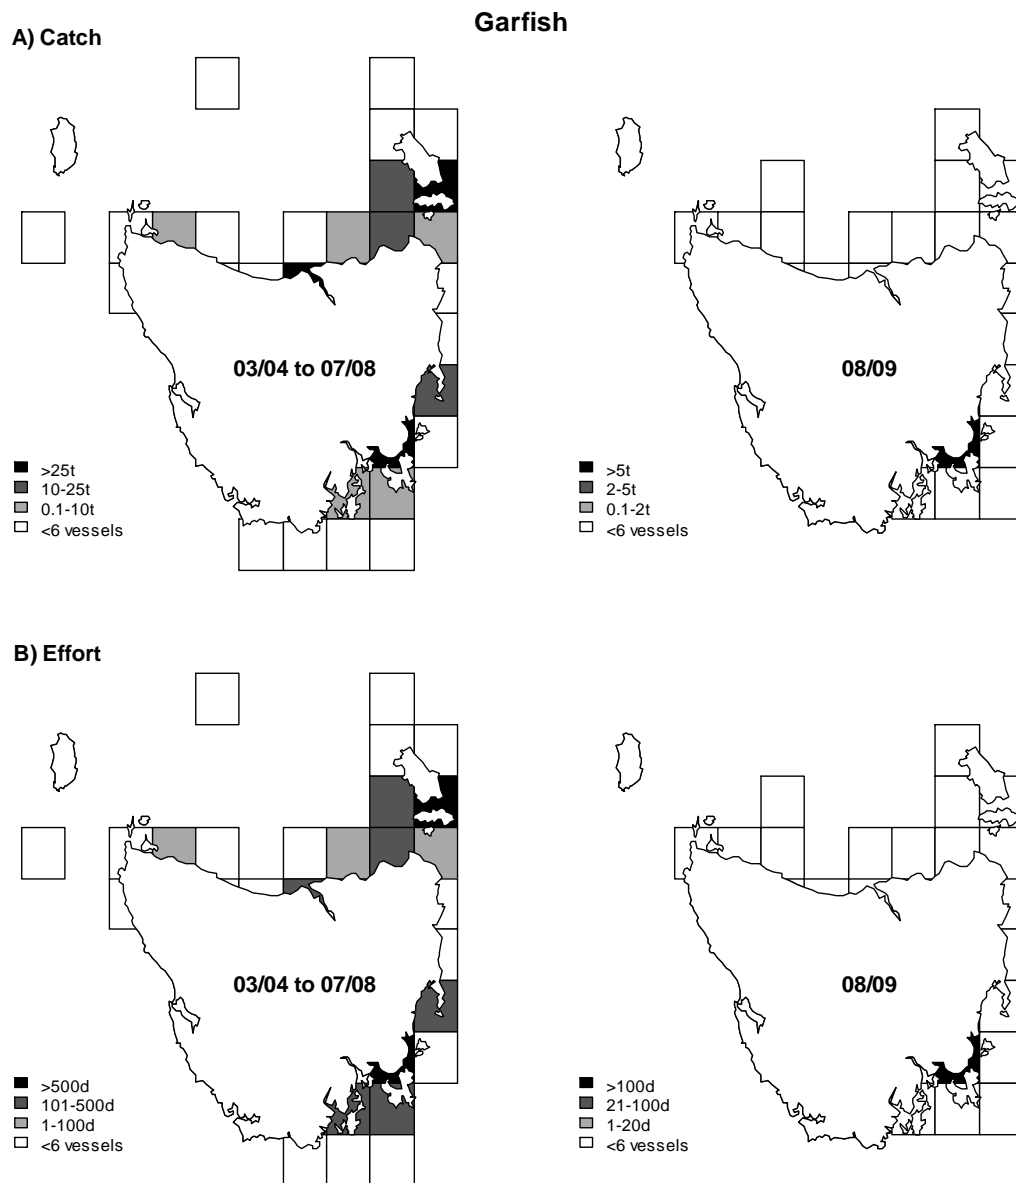 Garfish
A) Catch
03/04 to 07/08
08/09
>25t
10-25t
0.1-10t
<6 vessels
>5t
2-5t
0.1-2t
<6 vessels
B) Effort
03/04 to 07/08
08/09
>500d
101-500d
1-100d
<6 vessels
>100d
21-100d
1-20d
<6 vessels